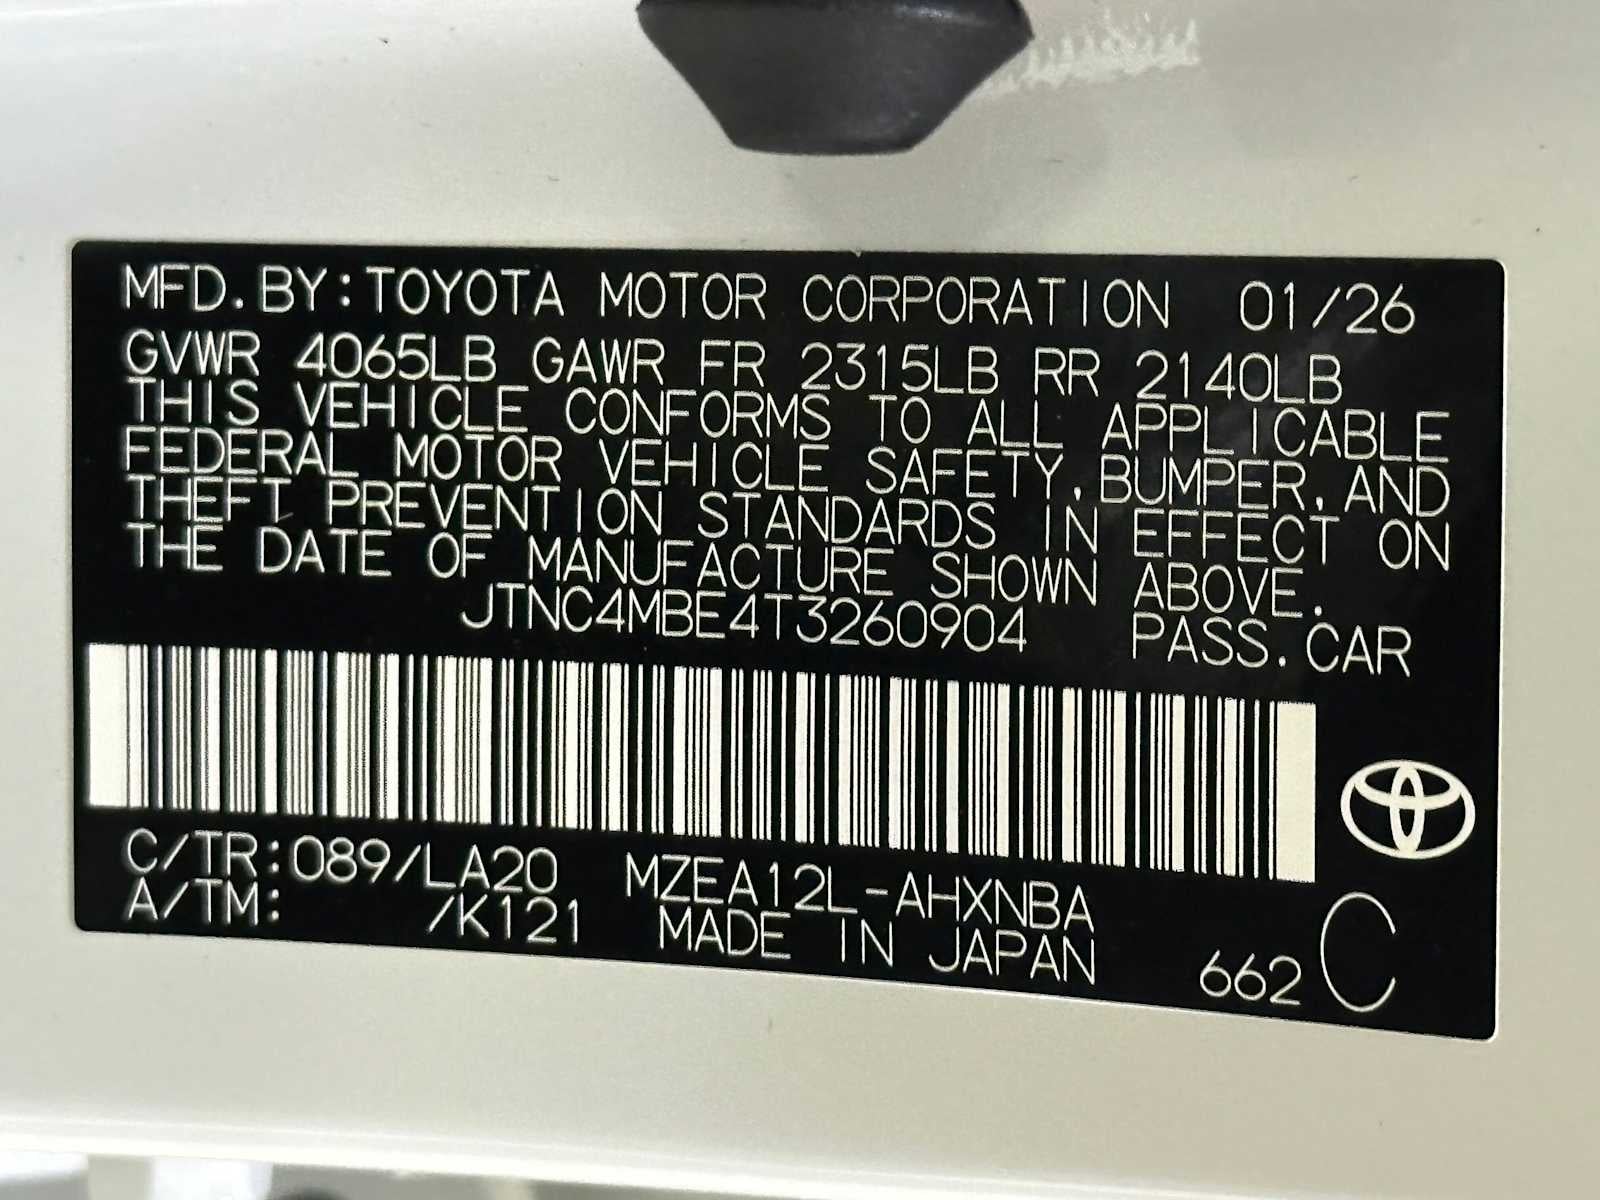 MFD.BY:TOYOTA MOTOR CORPORATION 01/26
GVWR 4065LB GAWR FR 2315LB RR 2140LB
THIS VEHICLE CONFORMS TO ALL APPLICABLE
FEDERAL MOTOR VEHICLE SAFETY,BUMPER,AND
THEFT PREVENTION STANDARDS IN EFFECT ON
THE DATE OF MANUFACTURE SHOWN ABOVE.
JTNC4MBE4T3260904 PASS.CAR
C/TR:089/LA20 MZEA12L-AHXNBA
A/TM: /K121 MADE IN JAPAN 662 C